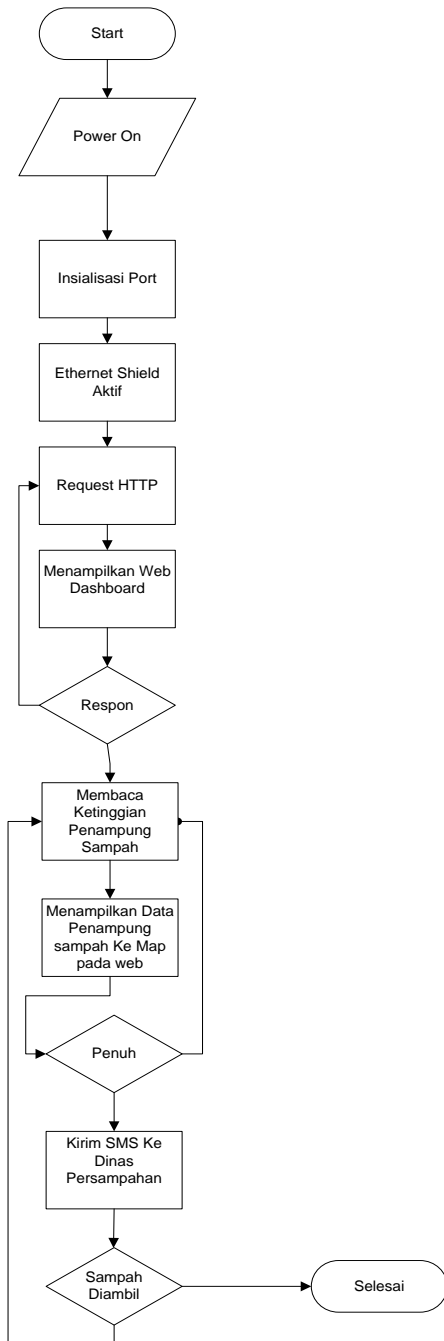 Start
Power On
Insialisasi Port
Ethernet Shield
Aktif
Request HTTP
Menampilkan Web
Dashboard
Respon
Membaca
Ketinggian
Penampung
Sampah
Menampilkan Data
Penampung
sampah Ke Map
pada web
Penuh
Kirim SMS Ke
Dinas
Persampahan
Sampah
Diambil
Selesai